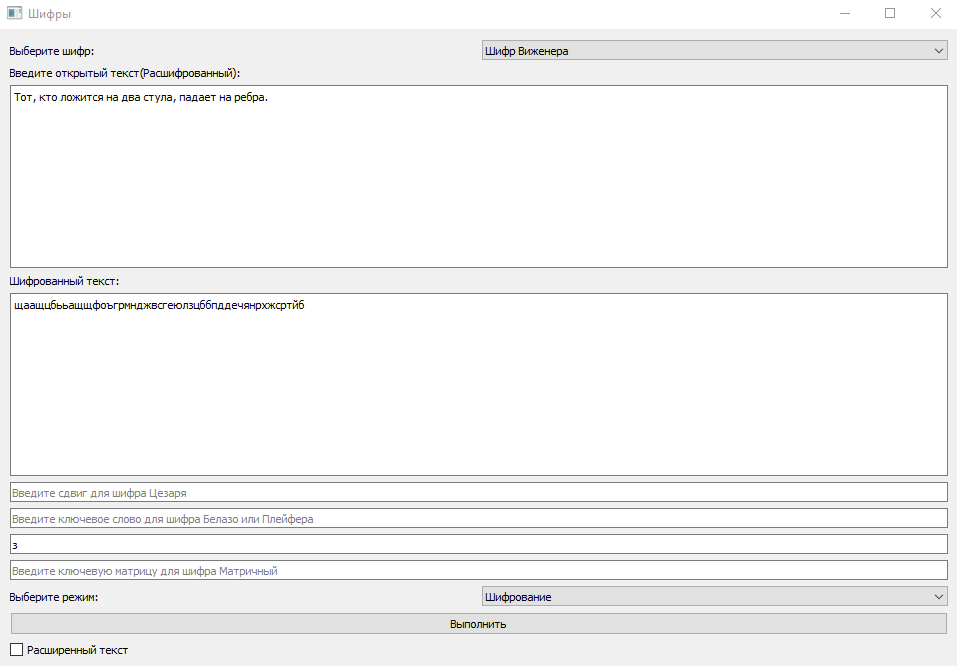 Шифры
Выберите шифр:
Шифр Виженера
Введите открытый текст(Расшифрованный):
Тот, кто ложится на два стула, падает на ребра.
Шифрованный текст:
щаащцбььащщфоъгрмнджвсгеюлзцббпддечянрхжсртйб
Введите сдвиг для шифра Цезаря
Введите ключевое слово для шифра Белазо или Плейфера
з
Введите ключевую матрицу для шифра Матричный
Выберите режим:
Шифрование
Выполнить
Расширенный текст